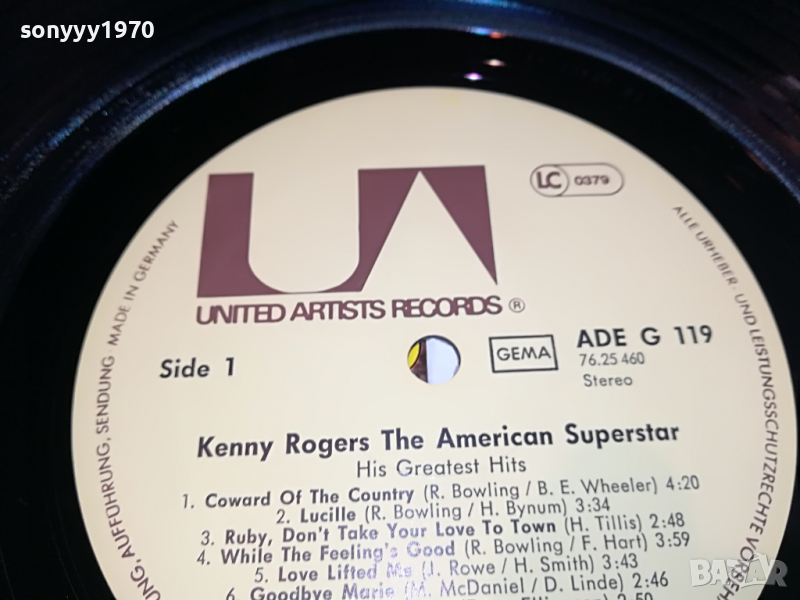 sonyyy1970
LC 0379
UNITED ARTISTS RECORDS ®
MADE IN GERMANY
ALLE URHEBER- UND LEISTUNGSSCHUTZRECHTE
AUFFÜHRUNG, SENDUNG
Side 1
GEMA
ADE G 119
76.25 460
Stereo
Kenny Rogers The American Superstar
His Greatest Hits
1. Coward Of The Country (R. Bowling / B. E. Wheeler) 4:20
2. Lucille (R. Bowling / H. Bynum) 3:34
3. Ruby, Don't Take Your Love To Town (H. Tillis) 2:48
4. While The Feeling's Good (R. Bowling / F. Hart) 3:59
5. Love Lifted Me (J. Rowe / H. Smith) 3:43
6. Goodbye Marie (M. McDaniel / D. Linde) 2:46
BAZAR